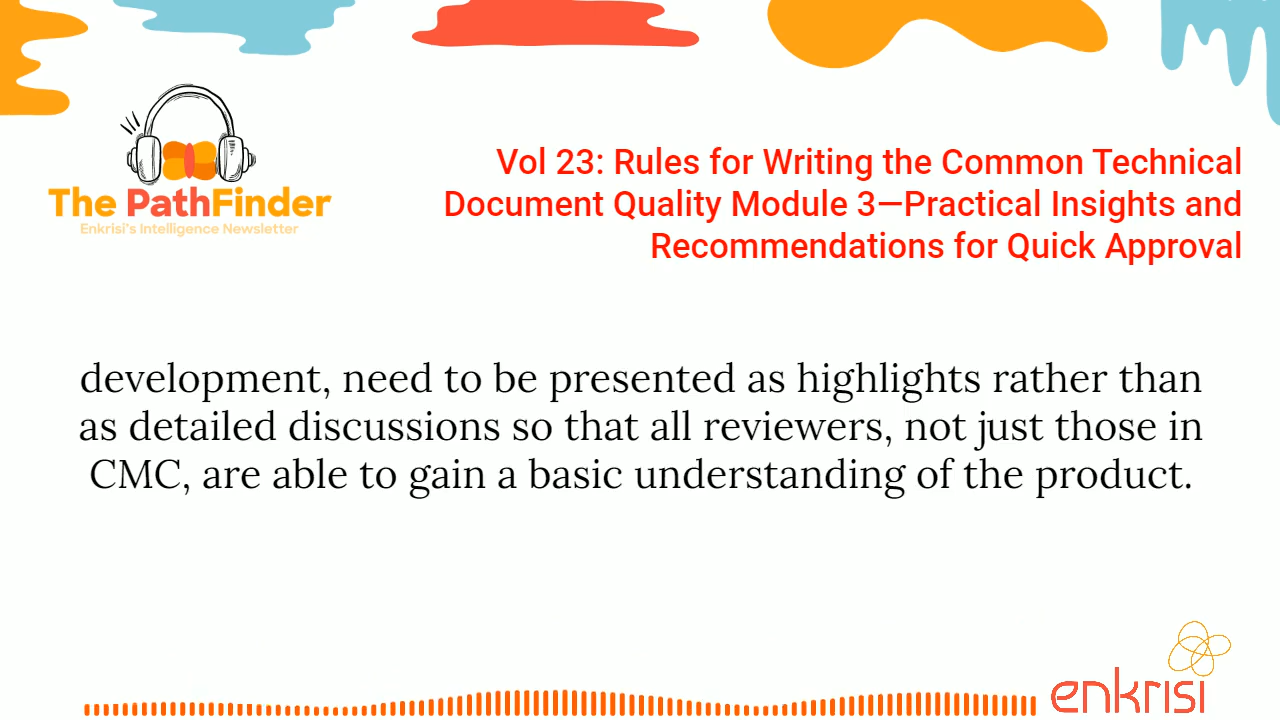 The PathFinder
Enkrisi's Intelligence Newsletter
Vol 23: Rules for Writing the Common Technical
Document Quality Module 3—Practical Insights and
Recommendations for Quick Approval
development, need to be presented as highlights rather than
as detailed discussions so that all reviewers, not just those in
CMC, are able to gain a basic understanding of the product.
enkrisi